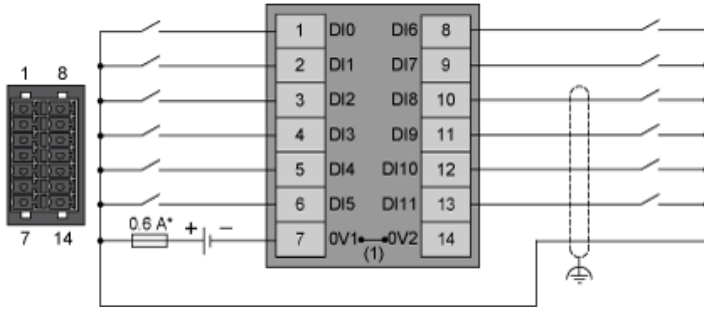 1 DI0 DI6 8
1 8
2 DI1 DI7 9
3 DI2 DI8 10
4 DI3 DI9 11
5 DI4 DI10 12
6 DI5 DI11 13
7 14
0.6 A* + − 7 0V1 0V2 14
(1)